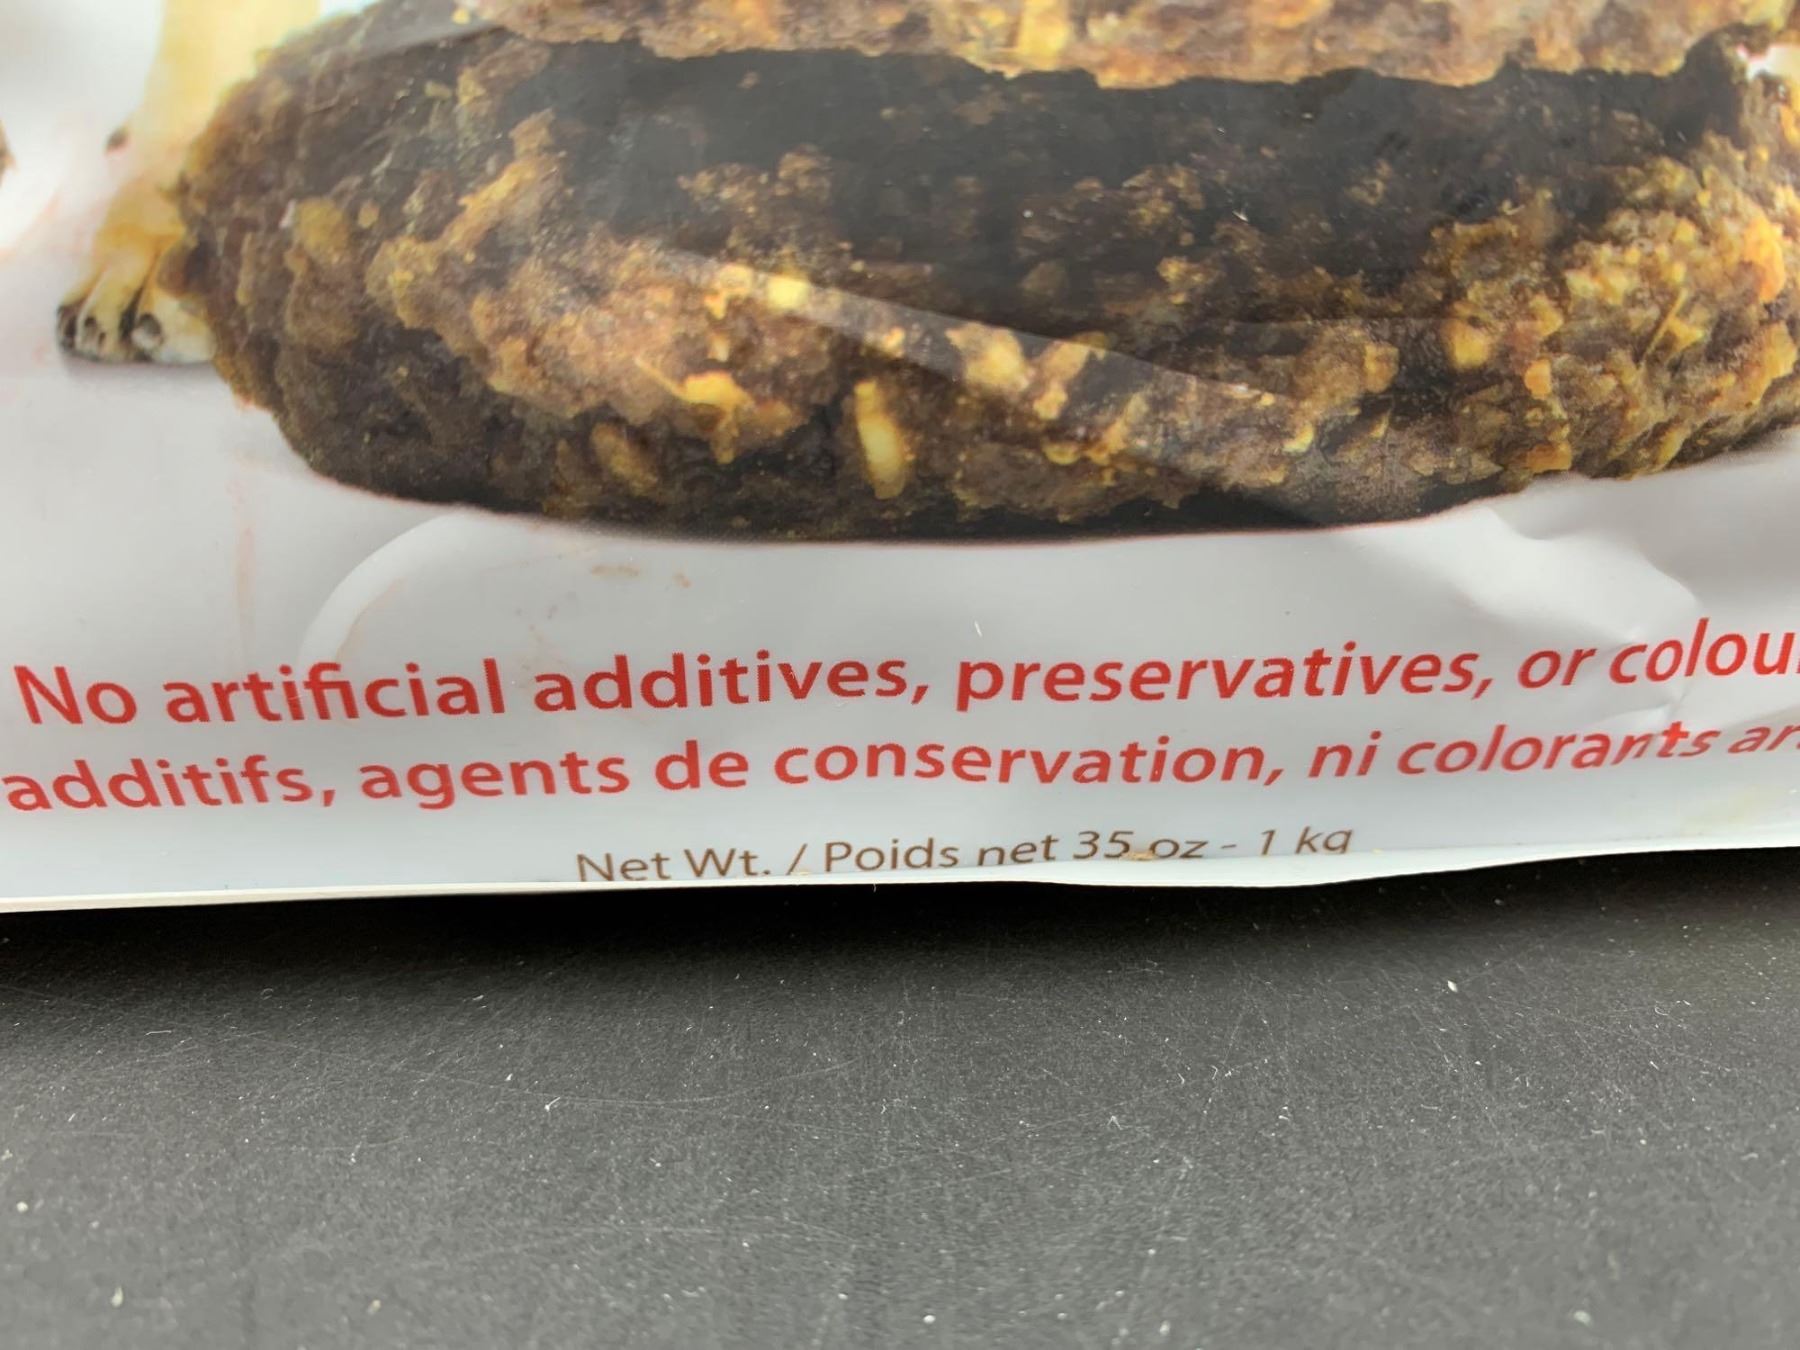 No artificial additives, preservatives, or
additifs, agents de conservation, ni colorants
Net Wt. / Poids net 35 oz - 1 kg